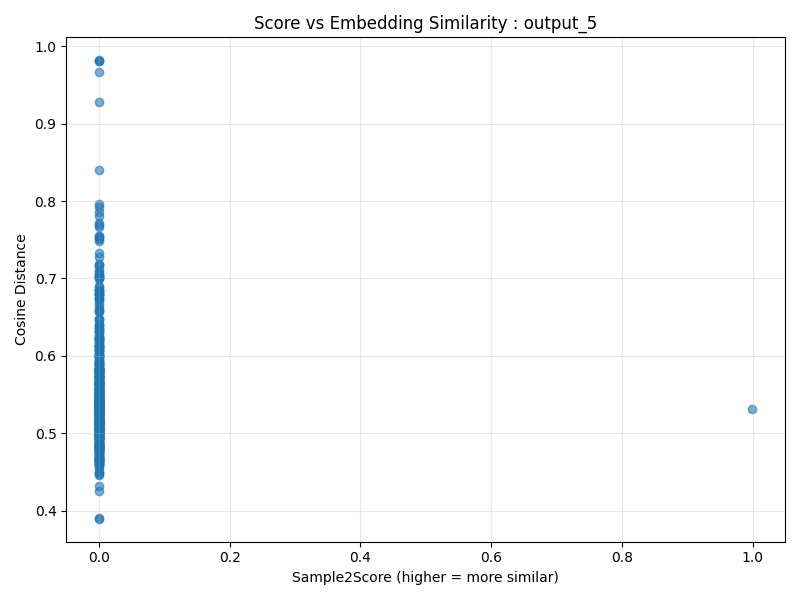 Score vs Embedding Similarity : output_5
1.0
0.9
0.8
0.7
0.6
0.5
0.4
Cosine Distance
0.0 0.2 0.4 0.6 0.8 1.0
Sample2Score (higher = more similar)